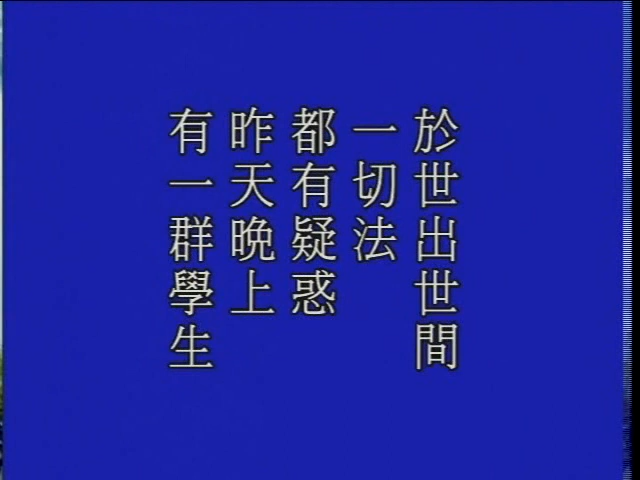 於世出世間
一切法
都有疑惑
昨天晚上
有一群學生